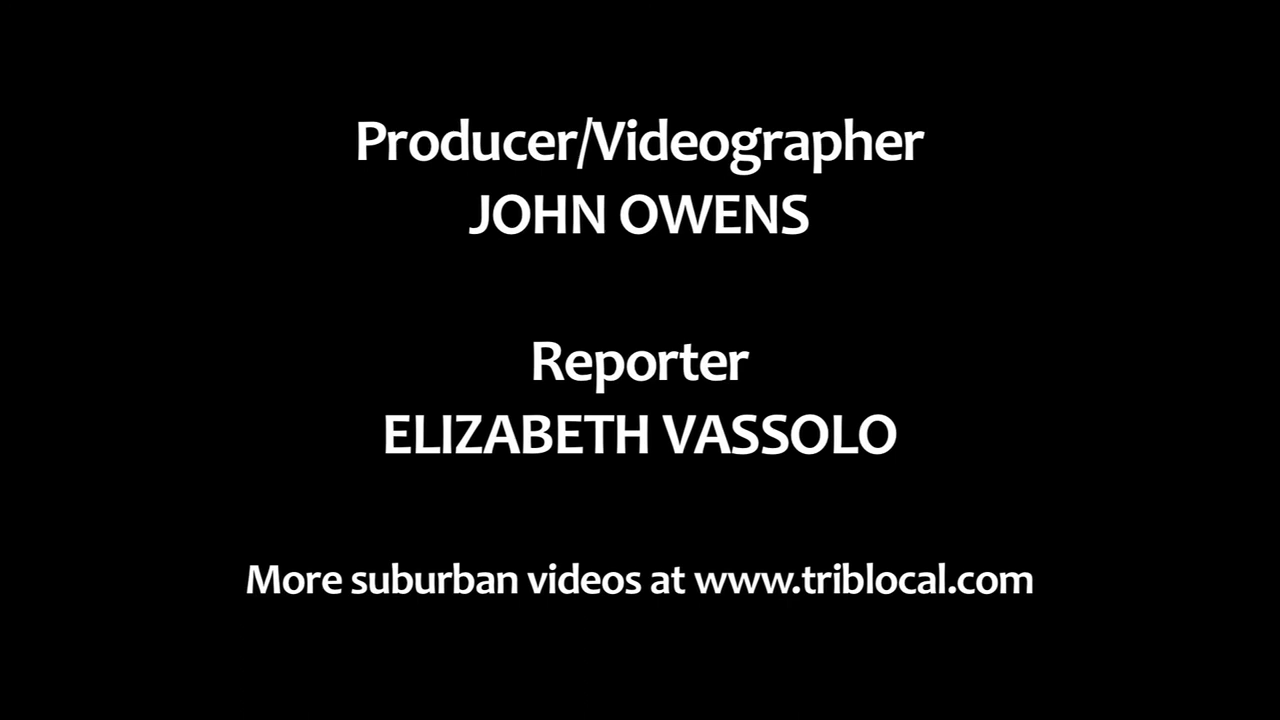 Producer/Videographer
JOHN OWENS
Reporter
ELIZABETH VASSOLO
More suburban videos at www.triblocal.com